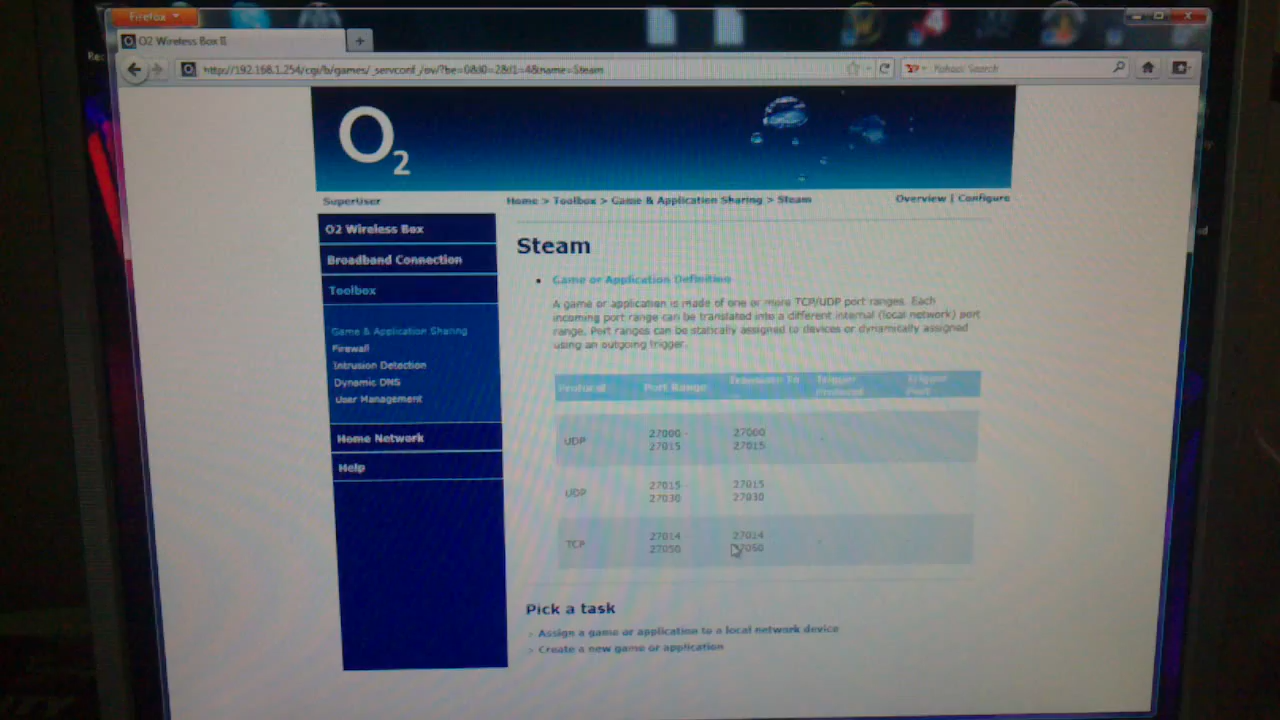 Firefox
O2 Wireless Box II
http://192.168.1.254/cgi/b/games/_servconf_/ov/?be=0&l0=2&l1=4&name=Steam
Yahoo! Search
O2
SuperUser
Home > Toolbox > Game & Application Sharing > Steam
Overview | Configure
O2 Wireless Box
Broadband Connection
Toolbox
Game & Application Sharing
Firewall
Intrusion Detection
Dynamic DNS
User Management
Home Network
Help
Steam
Game or Application Definition
A game or application is made of one or more TCP/UDP port ranges. Each
incoming port range can be translated into a different internal (local network) port
range. Port ranges can be statically assigned to devices or dynamically assigned
using an outgoing trigger.
Protocol Port Range Translate To ... Trigger Protocol Trigger Port
UDP 27000 - 27015 27000 - 27015 -
UDP 27015 - 27030 27015 - 27030
TCP 27014 - 27050 27014 - 27050 -
Pick a task
> Assign a game or application to a local network device
> Create a new game or application